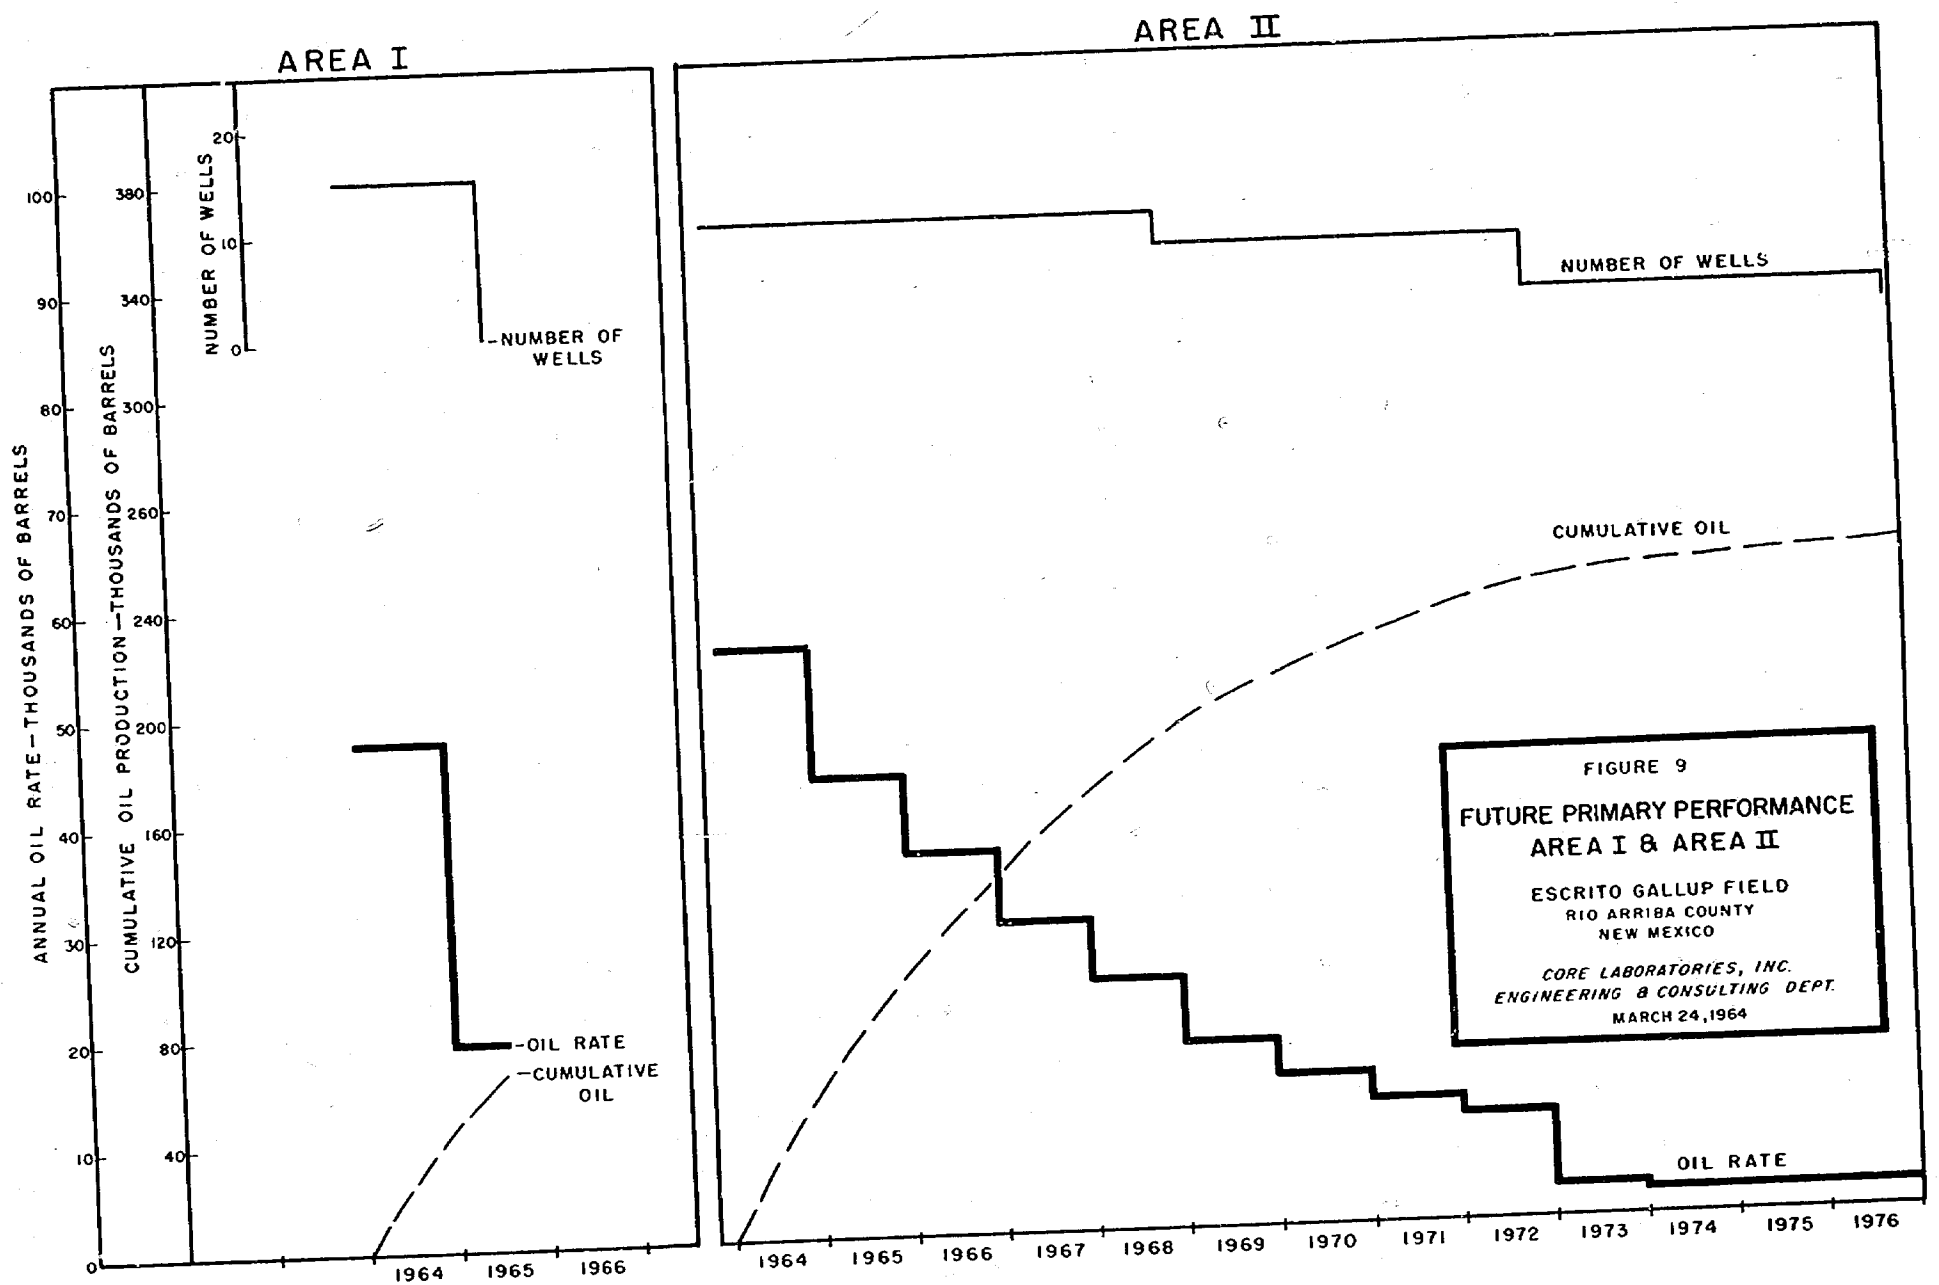 AREA I
AREA II
ANNUAL OIL RATE—THOUSANDS OF BARRELS
100
90
80
70
60
50
40
30
20
10
0
CUMULATIVE OIL PRODUCTION—THOUSANDS OF BARRELS
380
340
300
260
240
200
160
120
80
40
NUMBER OF WELLS
20
10
0
-NUMBER OF
WELLS
-OIL RATE
-CUMULATIVE
OIL
1964 1965 1966
NUMBER OF WELLS
CUMULATIVE OIL
FIGURE 9
FUTURE PRIMARY PERFORMANCE
AREA I & AREA II
ESCRITO GALLUP FIELD
RIO ARRIBA COUNTY
NEW MEXICO
CORE LABORATORIES, INC.
ENGINEERING & CONSULTING DEPT.
MARCH 24, 1964
OIL RATE
1964 1965 1966 1967 1968 1969 1970 1971 1972 1973 1974 1975 1976